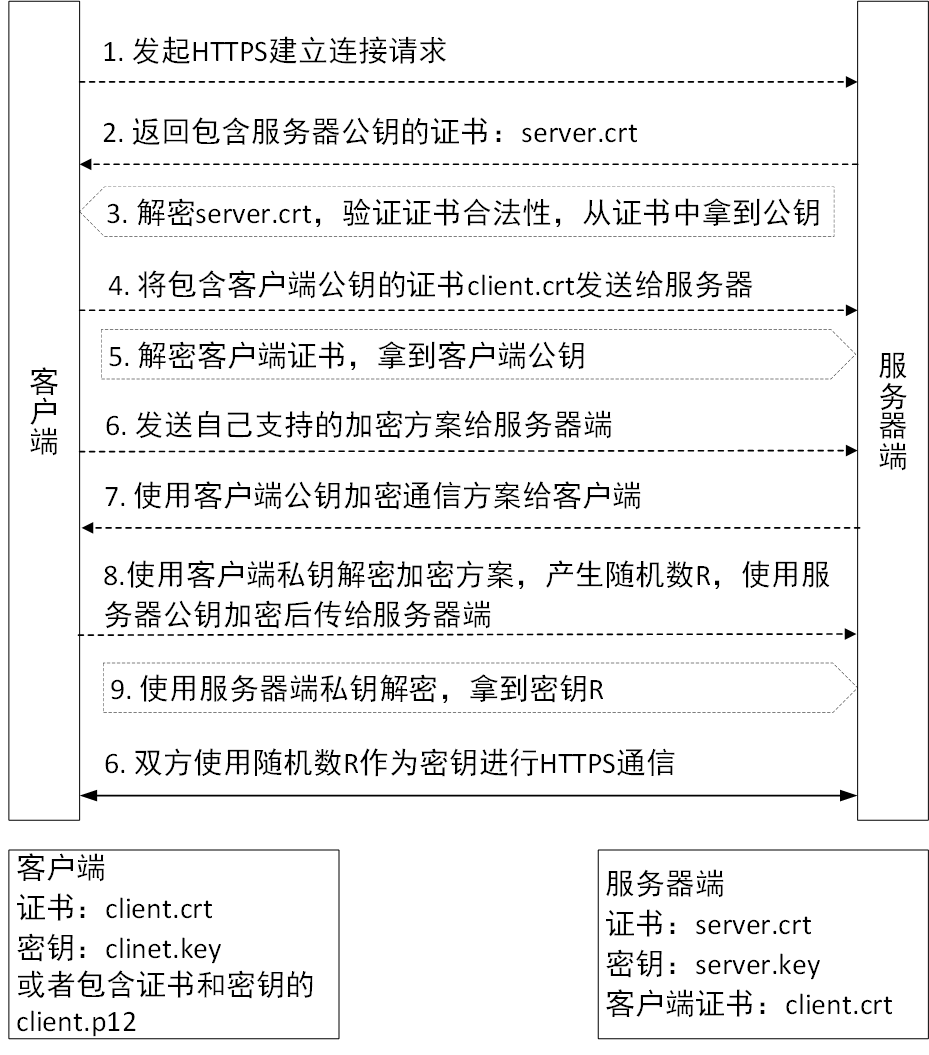 1. 发起HTTPS建立连接请求
2. 返回包含服务器公钥的证书：server.crt
3. 解密server.crt，验证证书合法性，从证书中拿到公钥
4. 将包含客户端公钥的证书client.crt发送给服务器
5. 解密客户端证书，拿到客户端公钥
客户端
服务器端
6. 发送自己支持的加密方案给服务器端
7. 使用客户端公钥加密通信方案给客户端
8.使用客户端私钥解密加密方案，产生随机数R，使用服
务器公钥加密后传给服务器端
9. 使用服务器端私钥解密，拿到密钥R
6. 双方使用随机数R作为密钥进行HTTPS通信
客户端
证书：client.crt
密钥：clinet.key
或者包含证书和密钥的
client.p12
服务器端
证书：server.crt
密钥：server.key
客户端证书：client.crt